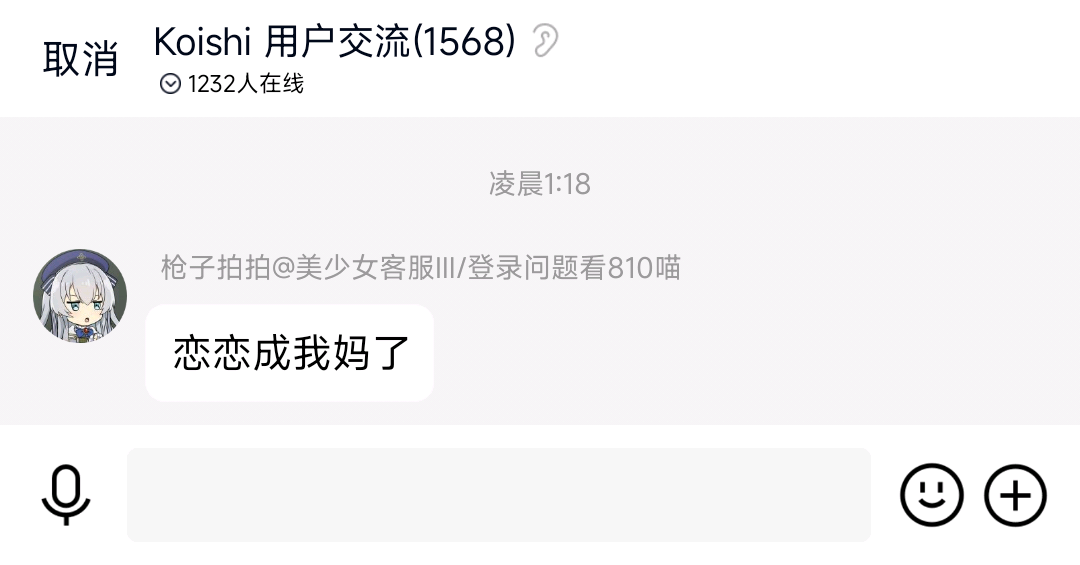 取消
Koishi 用户交流(1568)
1232人在线
凌晨1:18
枪子拍拍@美少女客服III/登录问题看810喵
恋恋成我妈了